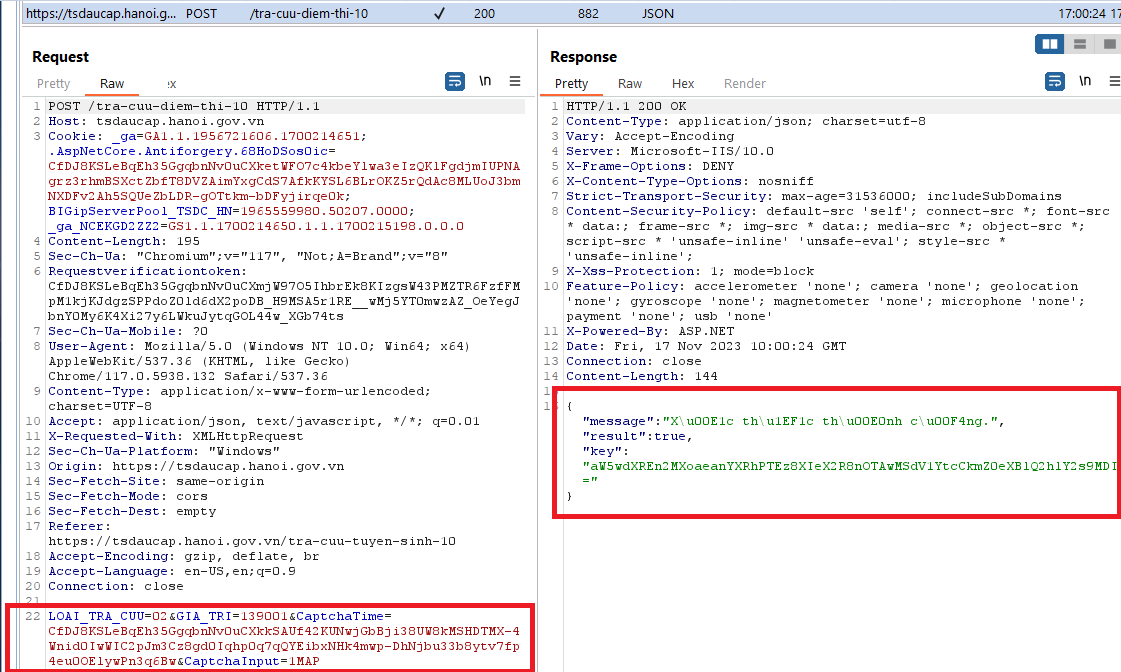 https://tsdaucap.hanoi.g... POST /tra-cuu-diem-thi-10 ✓ 200 882 JSON 17:00:24 17
Request
Pretty Raw ex \n
1 POST /tra-cuu-diem-thi-10 HTTP/1.1
2 Host: tsdaucap.hanoi.gov.vn
3 Cookie: _ga=GA1.1.1956721606.1700214651;
.AspNetCore.Antiforgery.68HoDSosOic=
BIGipServerPool_TSDC_HN=1965559980.50207.0000;
_ga_NCEKGD2ZZ2=GS1.1.1700214650.1.1.1700215198.0.0.0
4 Content-Length: 195
5 Sec-Ch-Ua: "Chromium";v="117", "Not;A=Brand";v="8"
6 Requestverificationtoken:
7 Sec-Ch-Ua-Mobile: ?0
8 User-Agent: Mozilla/5.0 (Windows NT 10.0; Win64; x64)
AppleWebKit/537.36 (KHTML, like Gecko)
Chrome/117.0.5938.132 Safari/537.36
9 Content-Type: application/x-www-form-urlencoded;
charset=UTF-8
10 Accept: application/json, text/javascript, */*; q=0.01
11 X-Requested-With: XMLHttpRequest
12 Sec-Ch-Ua-Platform: "Windows"
13 Origin: https://tsdaucap.hanoi.gov.vn
14 Sec-Fetch-Site: same-origin
15 Sec-Fetch-Mode: cors
16 Sec-Fetch-Dest: empty
17 Referer:
https://tsdaucap.hanoi.gov.vn/tra-cuu-tuyen-sinh-10
18 Accept-Encoding: gzip, deflate, br
19 Accept-Language: en-US,en;q=0.9
20 Connection: close
21
22 LOAI_TRA_CUU=02&GIA_TRI=139001&CaptchaTime=
&CaptchaInput=1MAP
Response
Pretty Raw Hex Render \n
1 HTTP/1.1 200 OK
2 Content-Type: application/json; charset=utf-8
3 Vary: Accept-Encoding
4 Server: Microsoft-IIS/10.0
5 X-Frame-Options: DENY
6 X-Content-Type-Options: nosniff
7 Strict-Transport-Security: max-age=31536000; includeSubDomains
8 Content-Security-Policy: default-src 'self'; connect-src *; font-src
* data:; frame-src *; img-src * data:; media-src *; object-src *;
script-src * 'unsafe-inline' 'unsafe-eval'; style-src *
'unsafe-inline';
9 X-Xss-Protection: 1; mode=block
10 Feature-Policy: accelerometer 'none'; camera 'none'; geolocation
'none'; gyroscope 'none'; magnetometer 'none'; microphone 'none';
payment 'none'; usb 'none'
11 X-Powered-By: ASP.NET
12 Date: Fri, 17 Nov 2023 10:00:24 GMT
13 Connection: close
14 Content-Length: 144
{
"message":"X\u00E1c th\u1EF1c th\u00E0nh c\u00F4ng.",
"result":true,
"key":
="
}